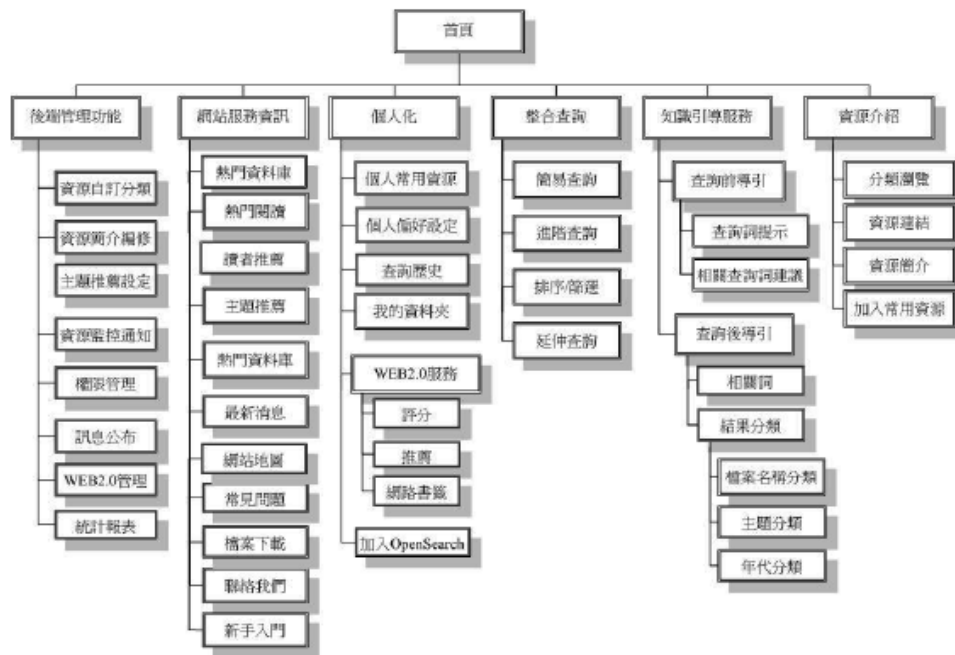 首頁
後端管理功能
資源自訂分類
資源簡介編修
主題推薦設定
資源監控通知
權限管理
訊息公布
WEB2.0管理
統計報表
網站服務資訊
熱門資料庫
熱門閱讀
讀者推薦
主題推薦
熱門資料庫
最新消息
網站地圖
常見問題
檔案下載
聯絡我們
新手入門
個人化
個人常用資源
個人偏好設定
查詢歷史
我的資料夾
WEB2.0服務
評分
推薦
網路書籤
加入OpenSearch
整合查詢
簡易查詢
進階查詢
排序/篩選
延伸查詢
知識引導服務
查詢前導引
查詢詞提示
相關查詢詞建議
查詢後導引
相關詞
結果分類
檔案名稱分類
主題分類
年代分類
資源介紹
分類瀏覽
資源連結
資源簡介
加入常用資源